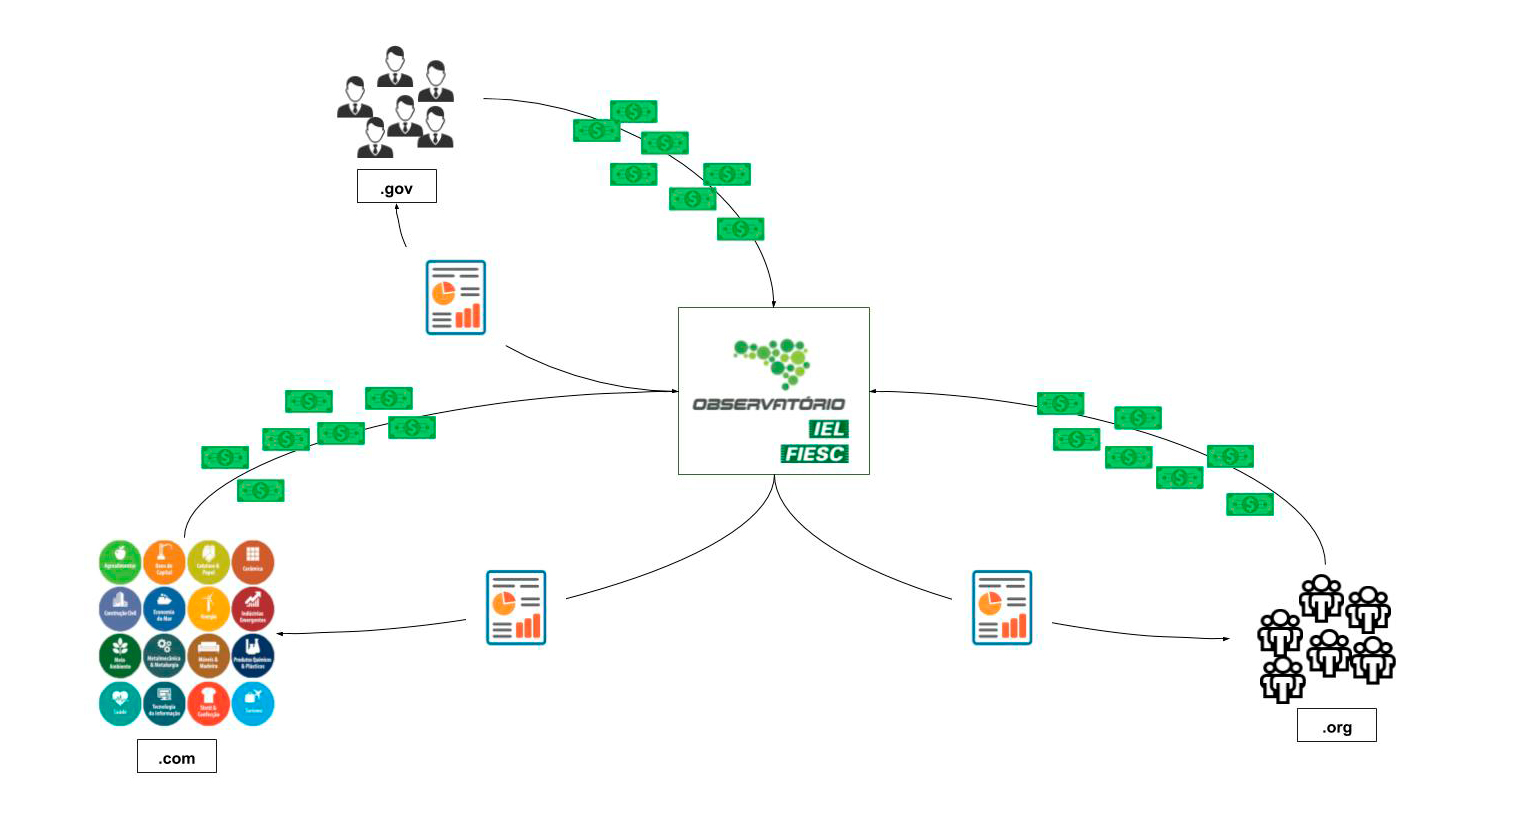 .gov
OBSERVATÓRIO
IEL
FIESC
Agroalimentar
Bens de
Capital
Celulose &
Papel
Cerâmica
Construção Civil
Economia
do Mar
Energia
Indústrias
Emergentes
Meio
Ambiente
Metalmecânica
& Metalurgia
Móveis &
Madeira
Produtos Químicos
& Plásticos
Saúde
Tecnologia
da Informação
Têxtil &
Confecção
Turismo
.com
.org